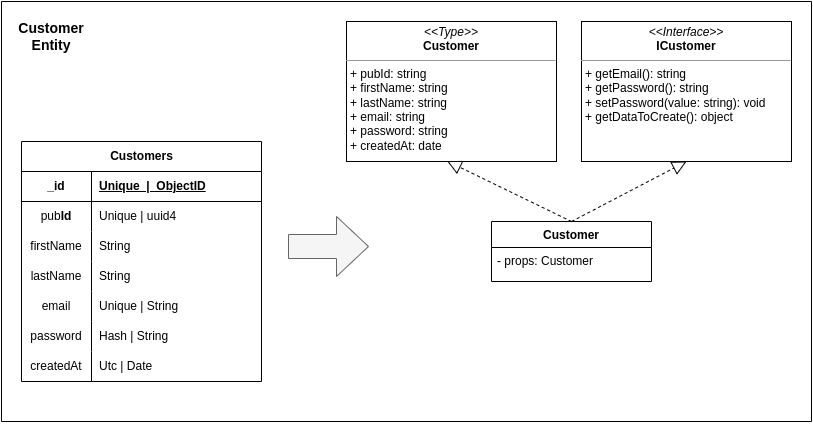 Customer
Entity
<<Type>>
Customer
+ pubId: string
+ firstName: string
+ lastName: string
+ email: string
+ password: string
+ createdAt: date
<<Interface>>
ICustomer
+ getEmail(): string
+ getPassword(): string
+ setPassword(value: string): void
+ getDataToCreate(): object
Customers
_id Unique | ObjectID
pubId Unique | uuid4
firstName String
lastName String
email Unique | String
password Hash | String
createdAt Utc | Date
Customer
- props: Customer